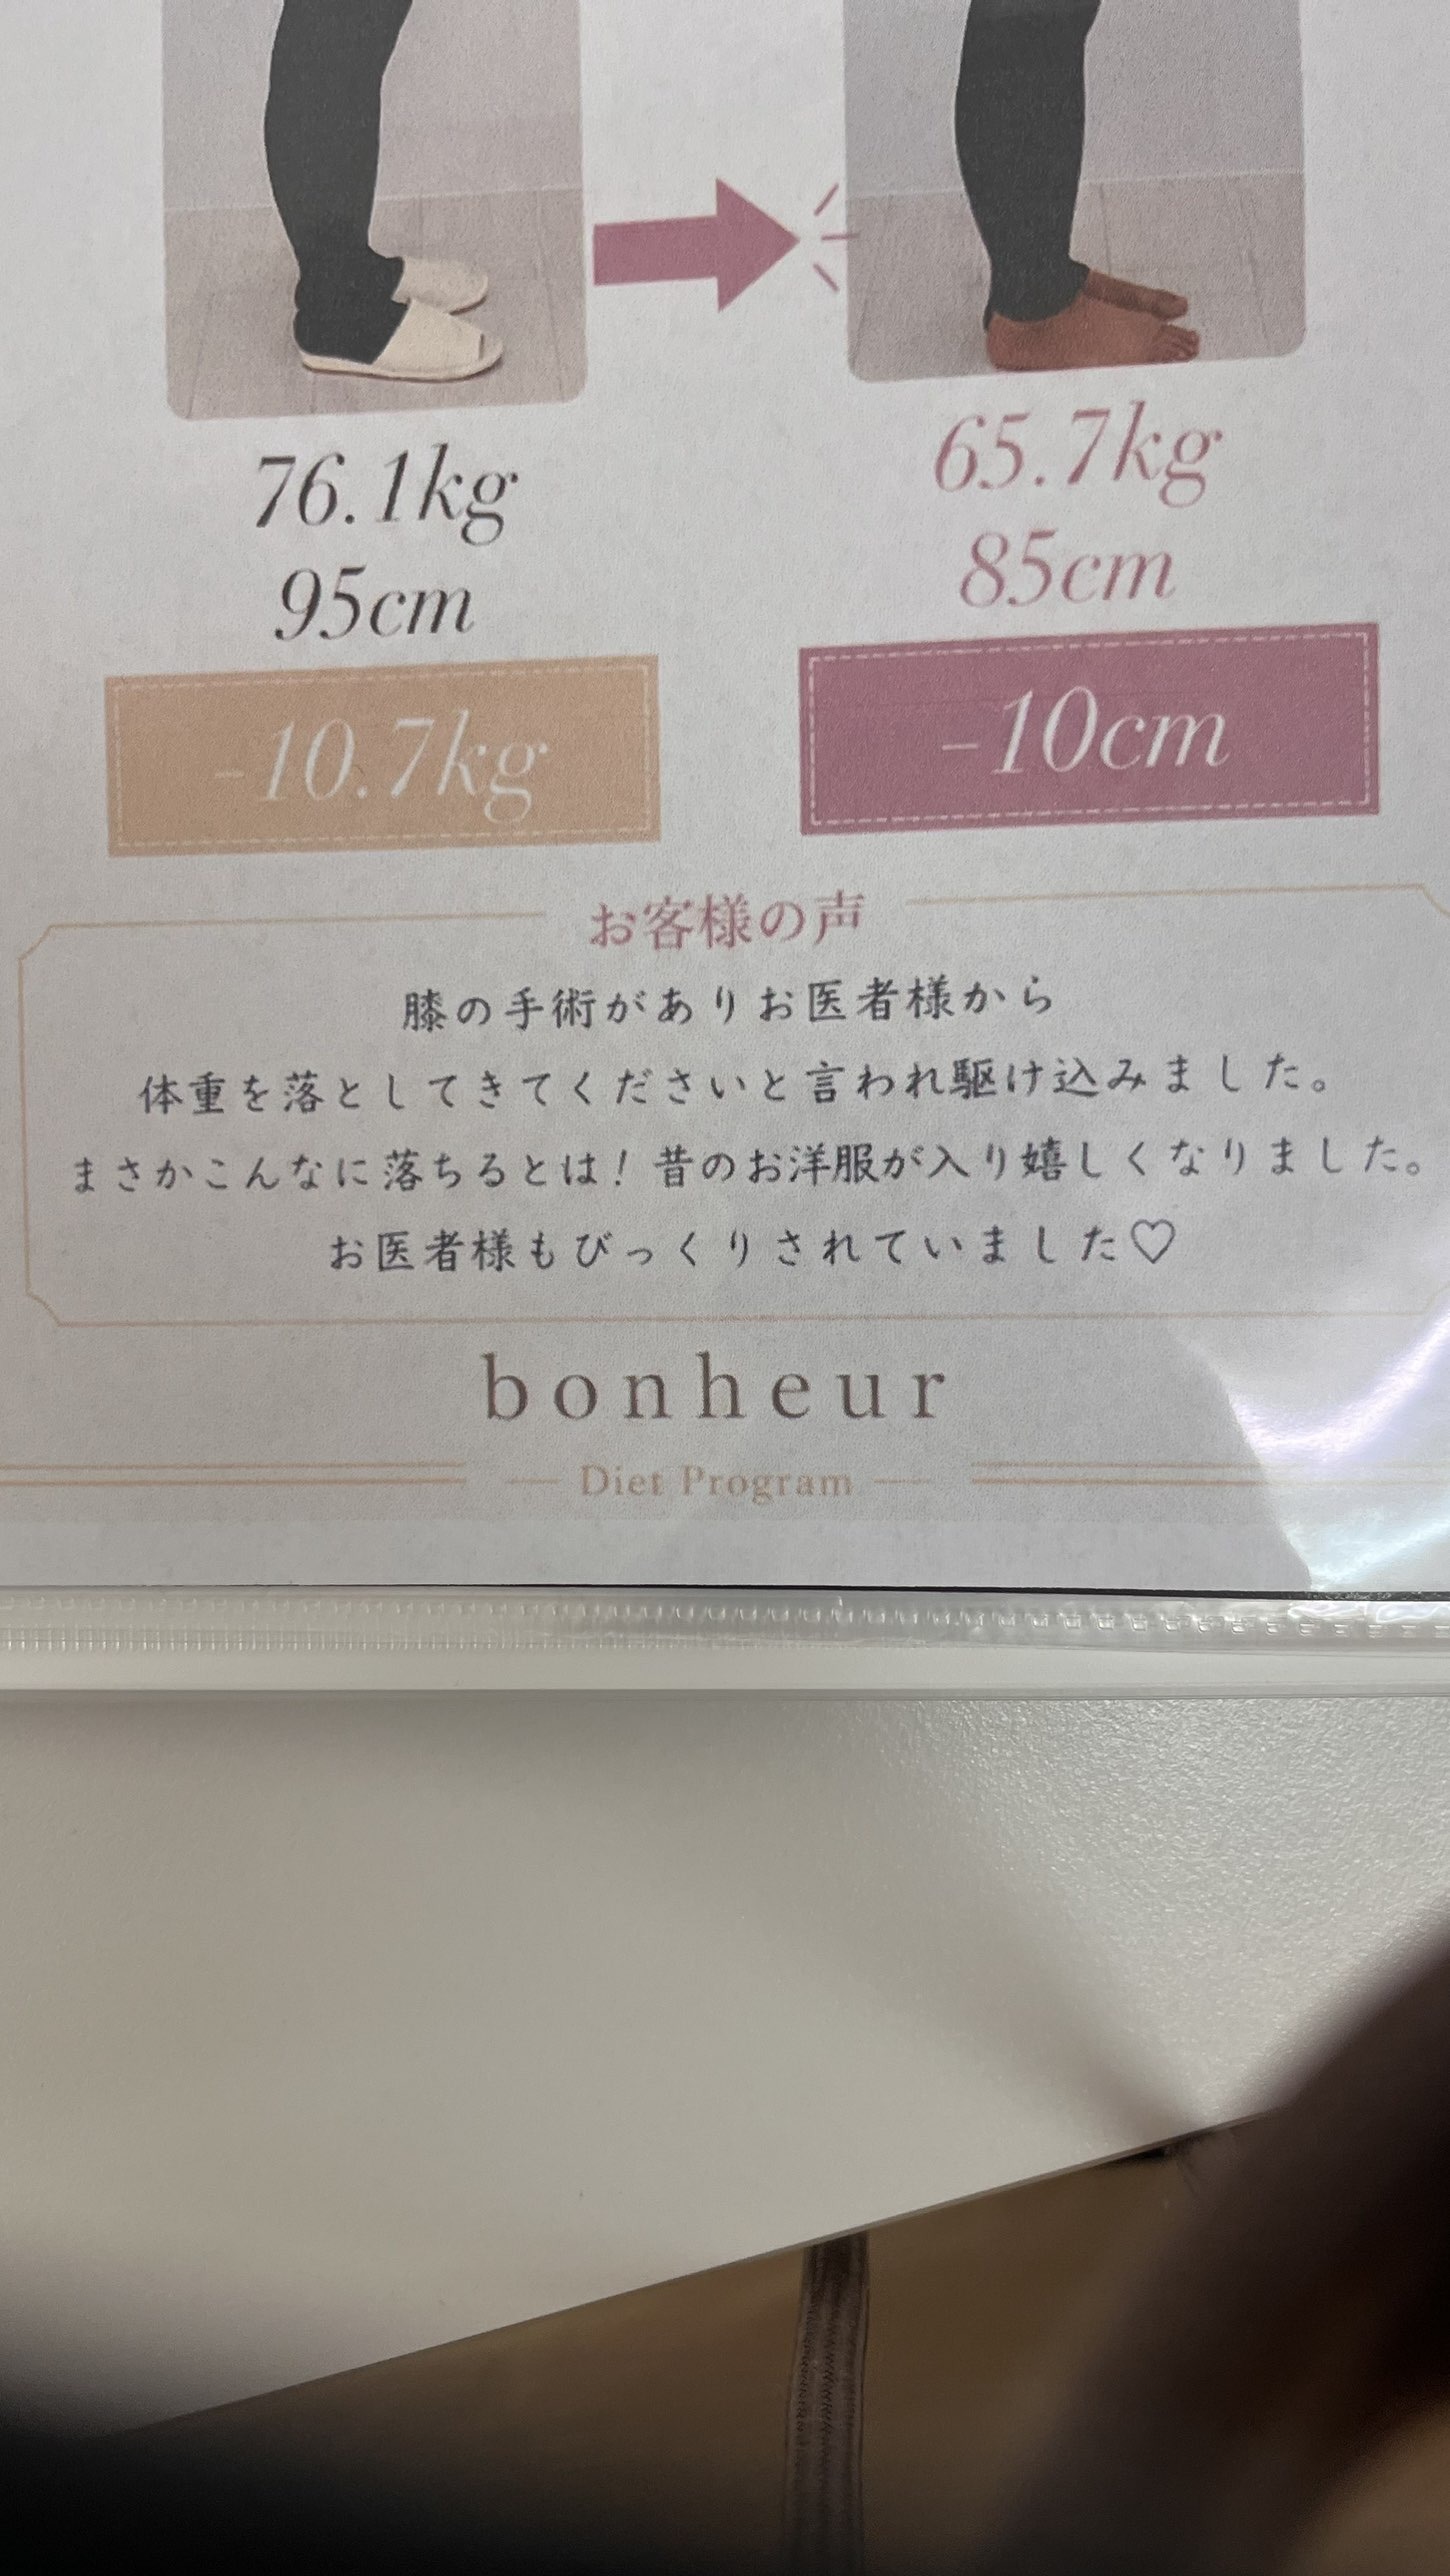 76.1kg
95cm
65.7kg
85cm
-10.7kg
-10cm
お客様の声
膝の手術がありお医者様から
体重を落としてきてくださいと言われ駆け込みました。
まさかこんなに落ちるとは！昔のお洋服が入り嬉しくなりました。
お医者様もびっくりされていました♡
bonheur
Diet Program